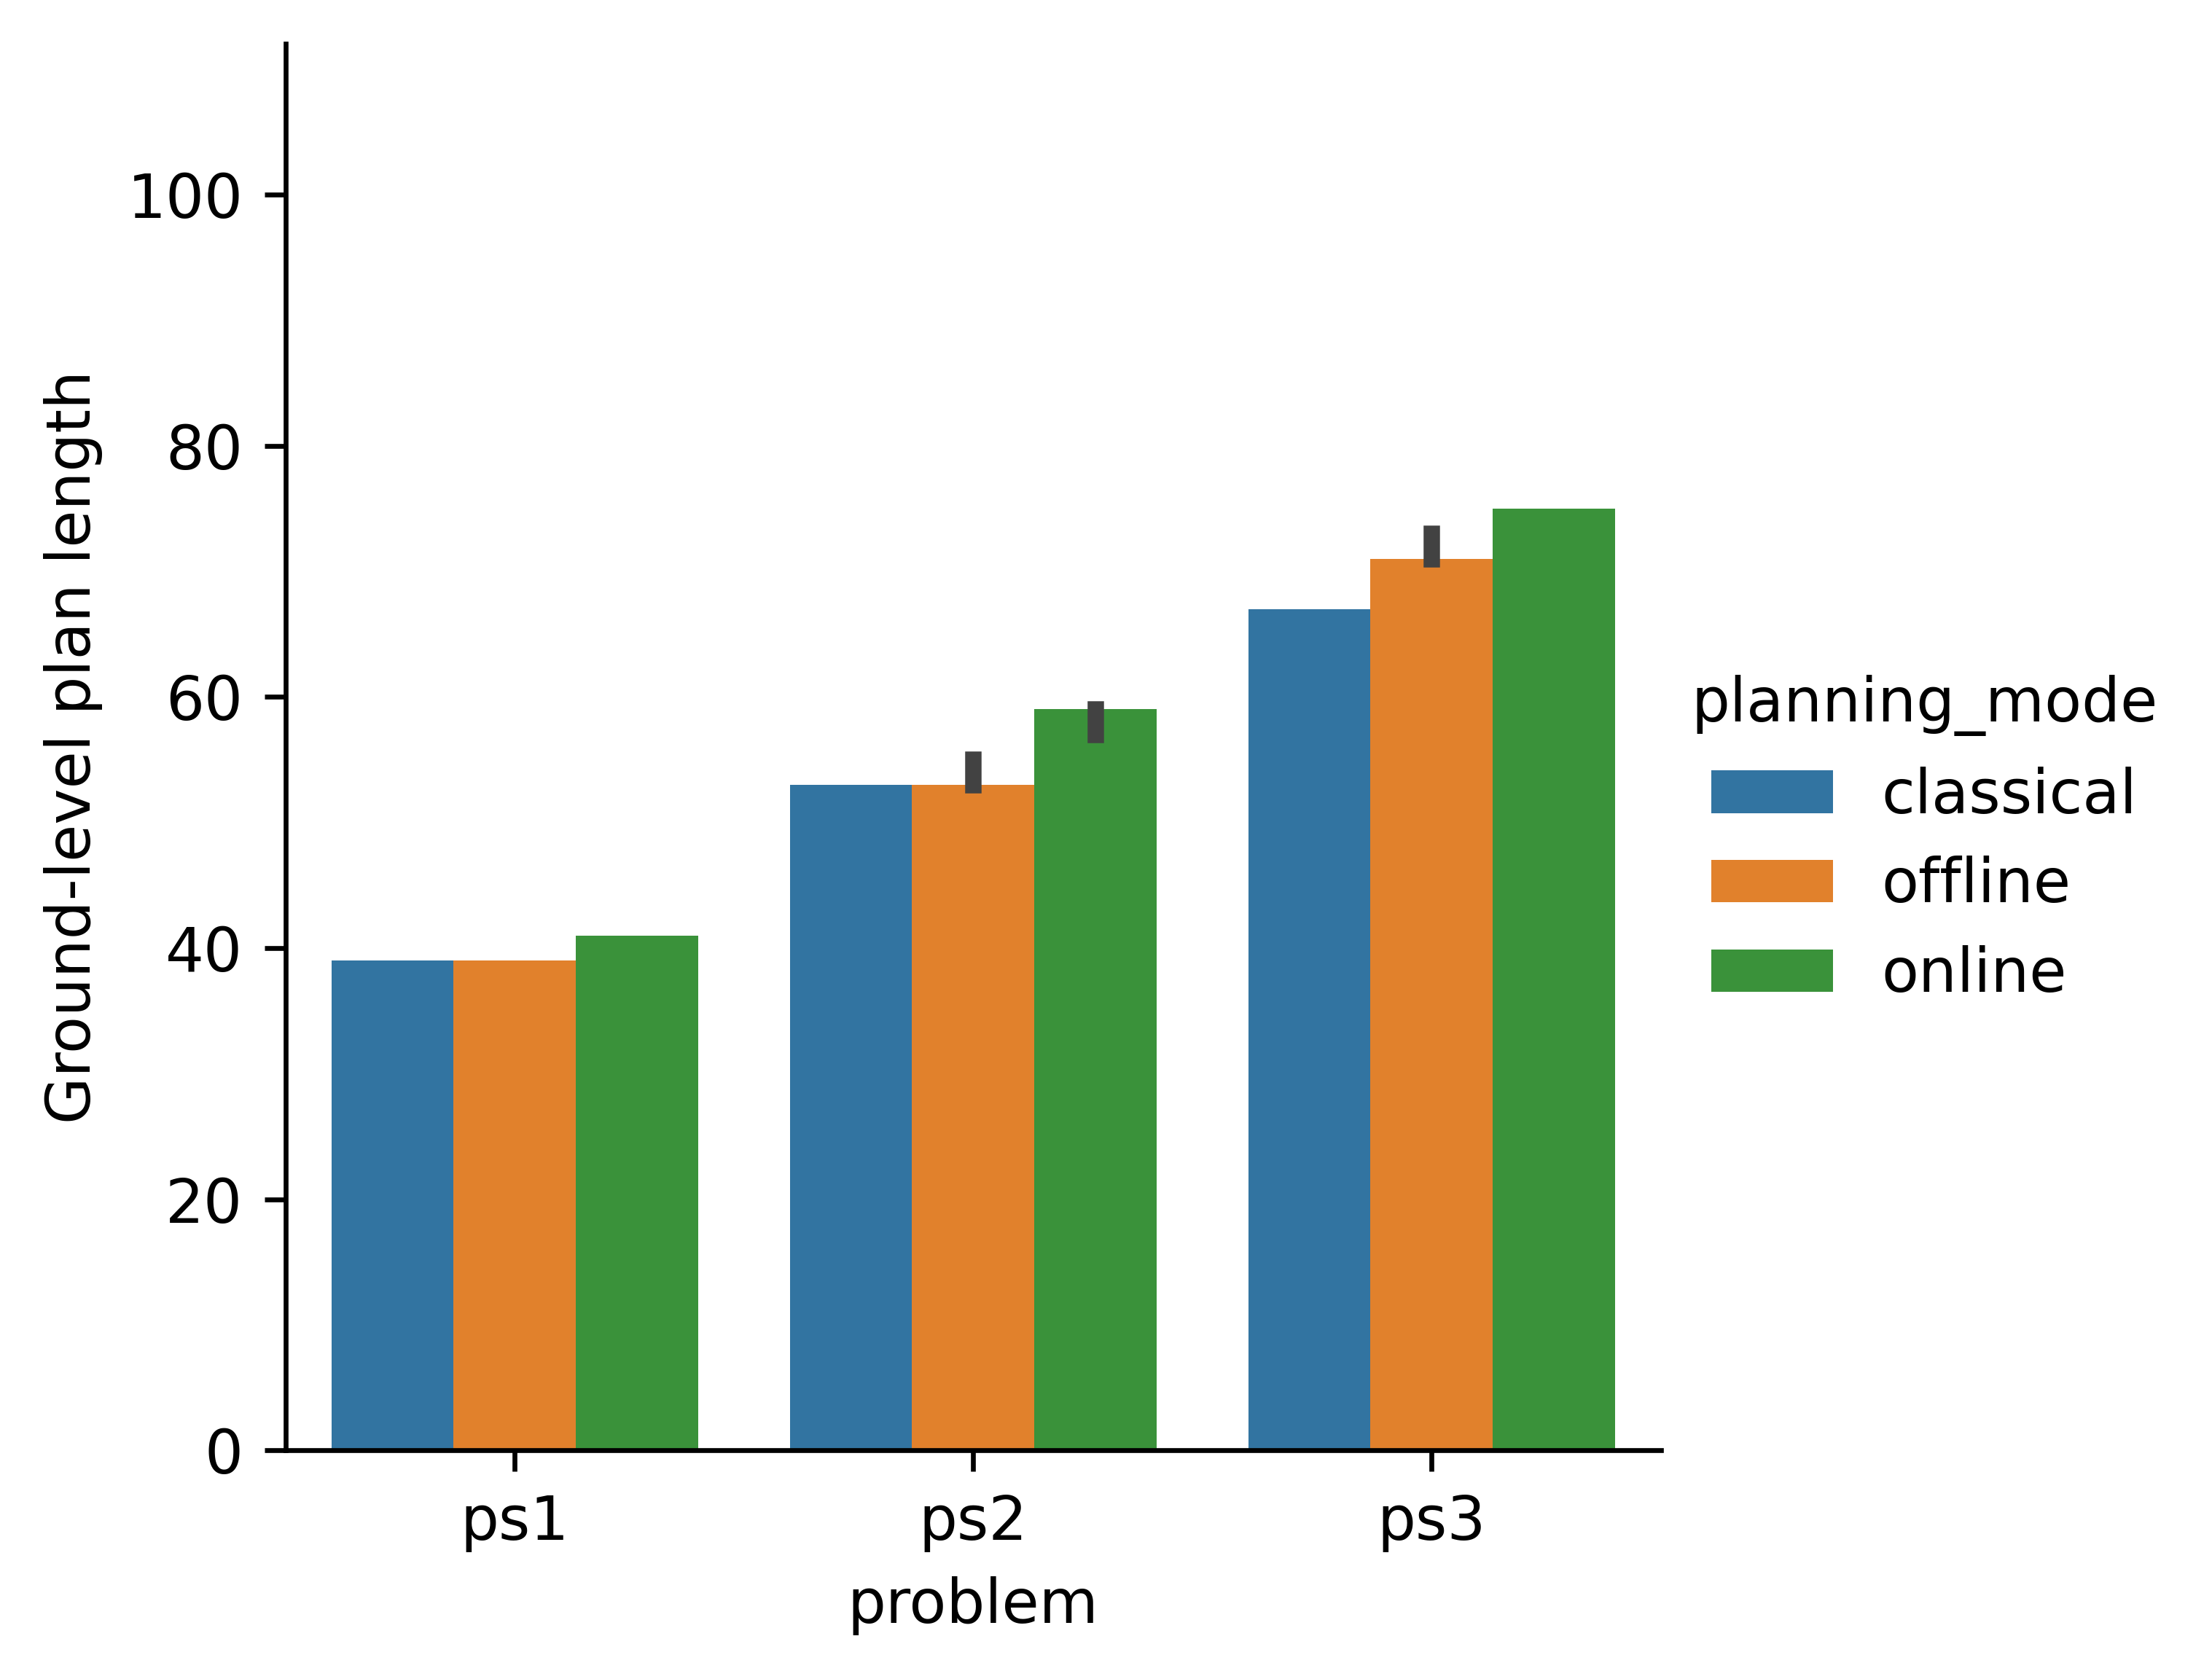 Ground-level plan length
100
80
60
40
20
0
ps1 ps2 ps3
problem
planning_mode
classical
offline
online